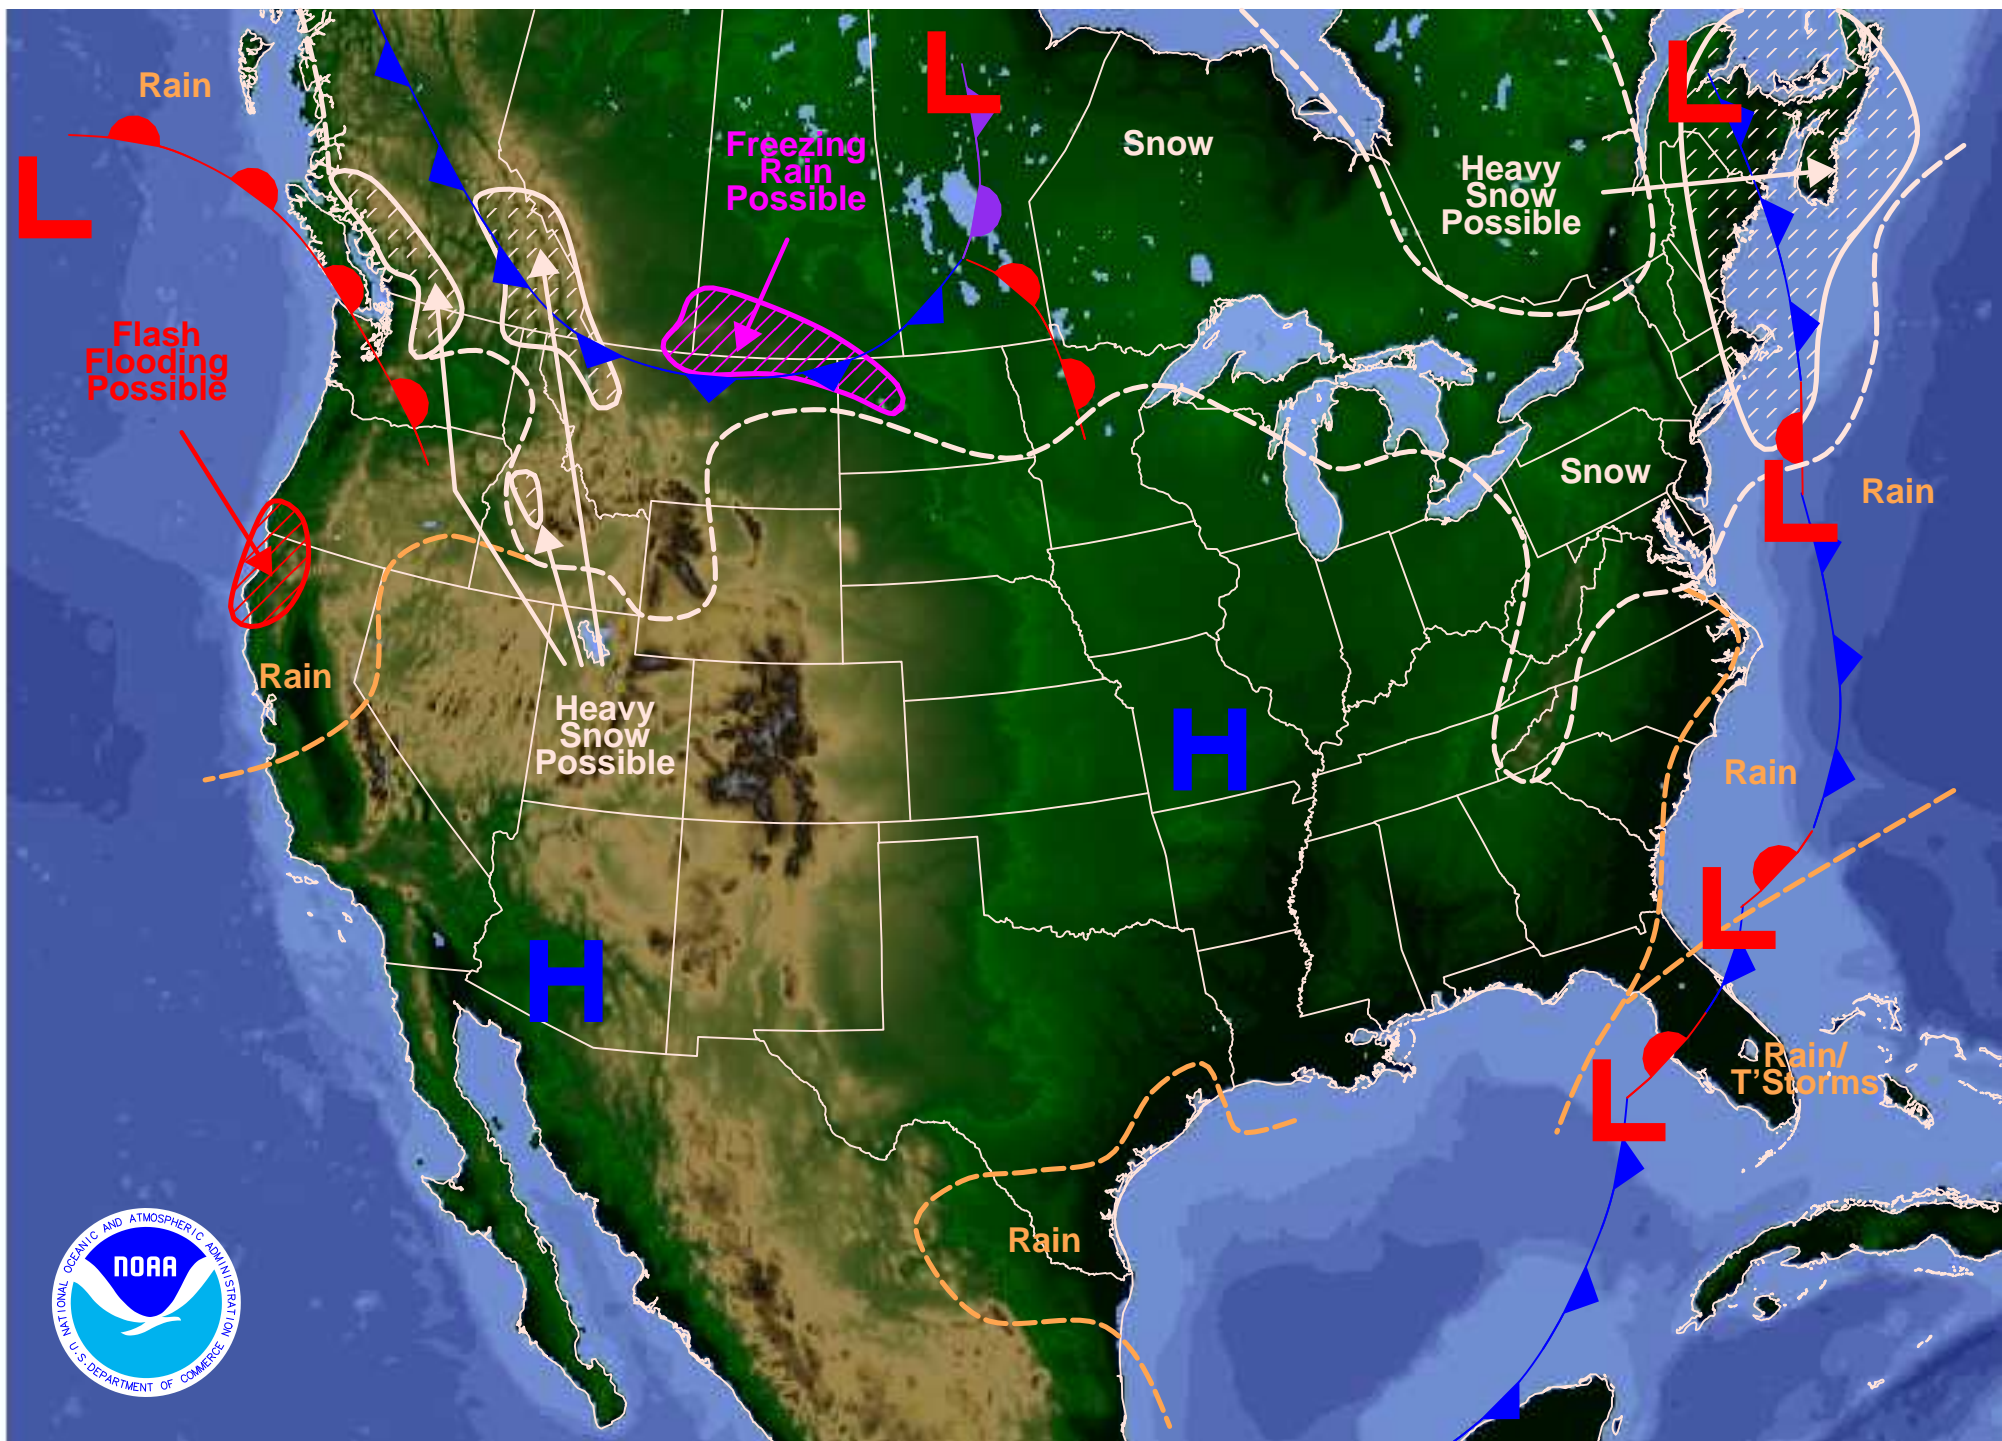 L
L
Rain
Freezing
Rain
Possible
Snow
Heavy
Snow
Possible
L
Flash
Flooding
Possible
Snow
Rain
L
Rain
Heavy
Snow
Possible
H
Rain
L
H
Rain/
T'Storms
L
Rain
NATIONAL OCEANIC AND ATMOSPHERIC ADMINISTRATION
NOAA
U.S. DEPARTMENT OF COMMERCE